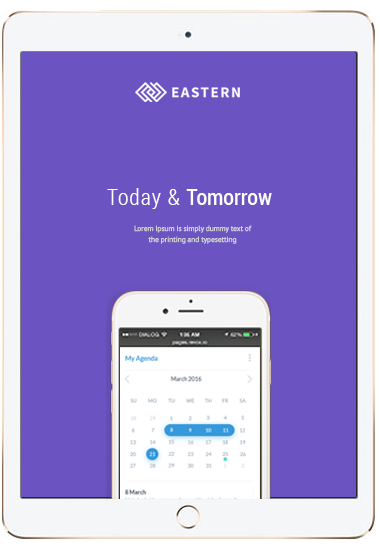 EASTERN
Today & Tomorrow
Lorem Ipsum is simply dummy text of
the printing and typesetting
DIALOG 1:36 AM 62%
My Agenda
March 2016
SU MO TU WE TH FR SA
28 29 1 2 3 4 5
6 7 8 9 10 11 12
13 14 15 16 17 18 19
20 21 22 23 24 25 26
27 28 29 30 31 1 2
8 March